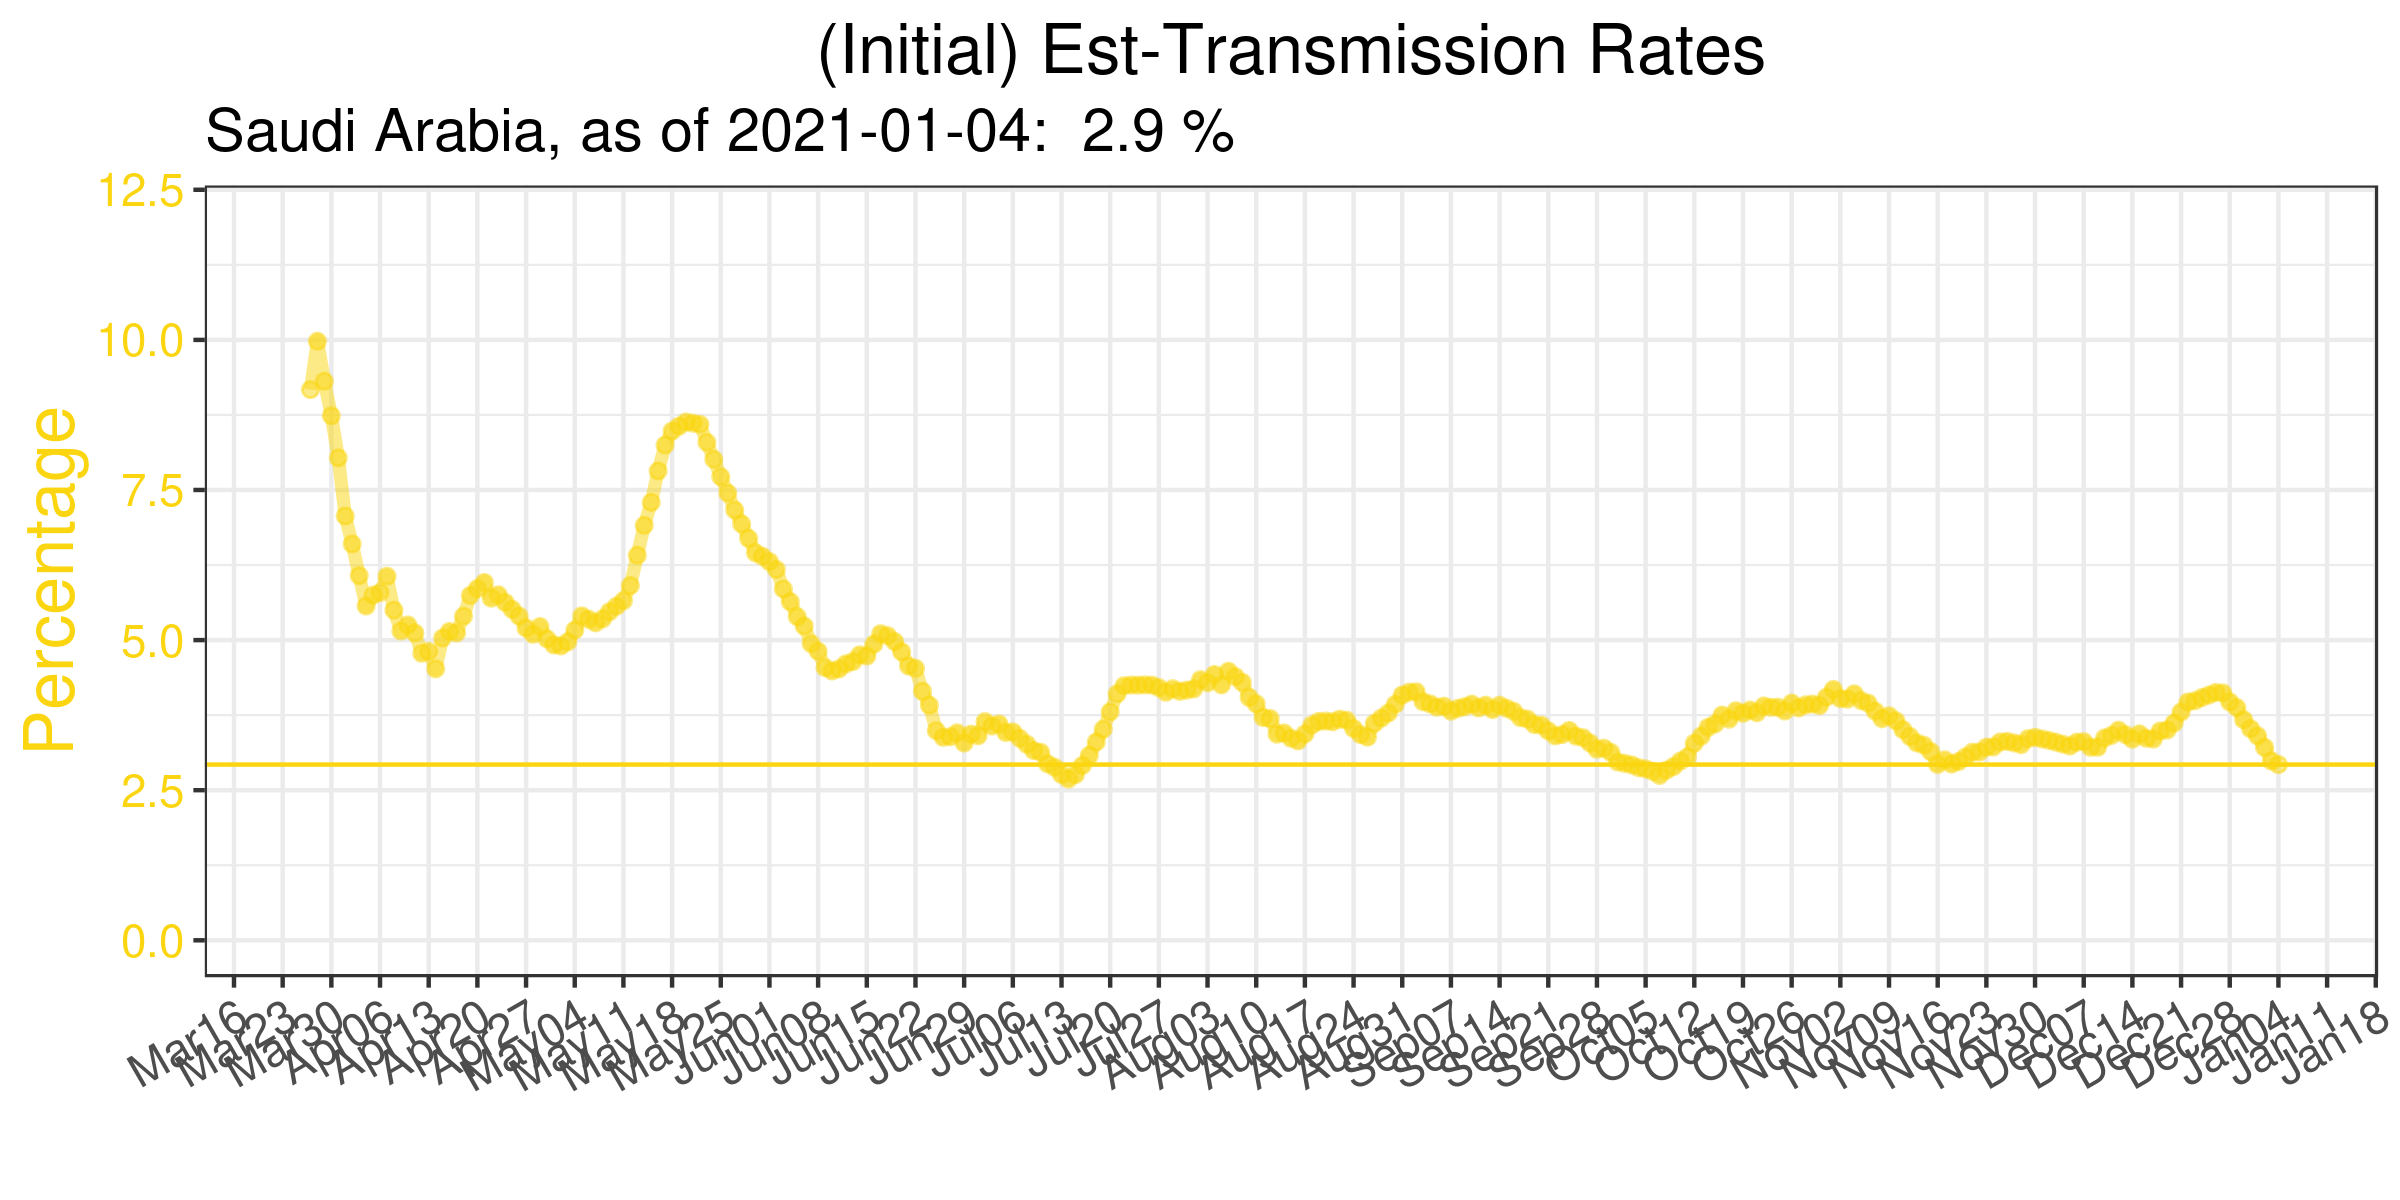 (Initial) Est-Transmission Rates
Saudi Arabia, as of 2021-01-04:  2.9 %
Percentage
12.5
10.0
7.5
5.0
2.5
0.0
Mar16
Mar23
Mar30
Apr06
Apr13
Apr20
Apr27
May04
May11
May18
May25
Jun01
Jun08
Jun15
Jun22
Jun29
Jul06
Jul13
Jul20
Jul27
Aug03
Aug10
Aug17
Aug24
Aug31
Sep07
Sep14
Sep21
Sep28
Oct05
Oct12
Oct19
Oct26
Nov02
Nov09
Nov16
Nov23
Nov30
Dec07
Dec14
Dec21
Dec28
Jan04
Jan11
Jan18